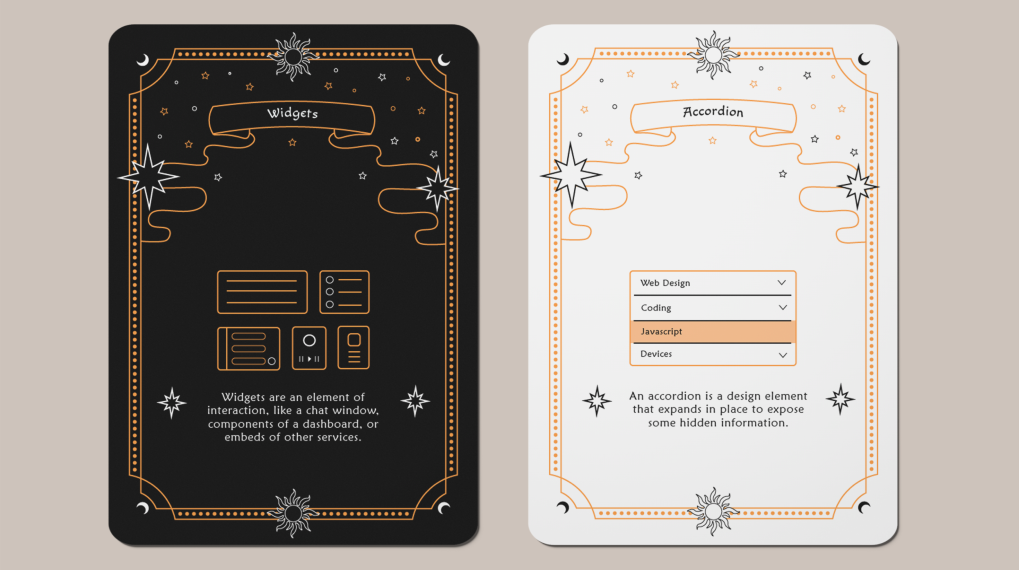 Widgets
Widgets are an element of
interaction, like a chat window,
components of a dashboard, or
embeds of other services.
Accordion
Web Design
Coding
Javascript
Devices
An accordion is a design element
that expands in place to expose
some hidden information.